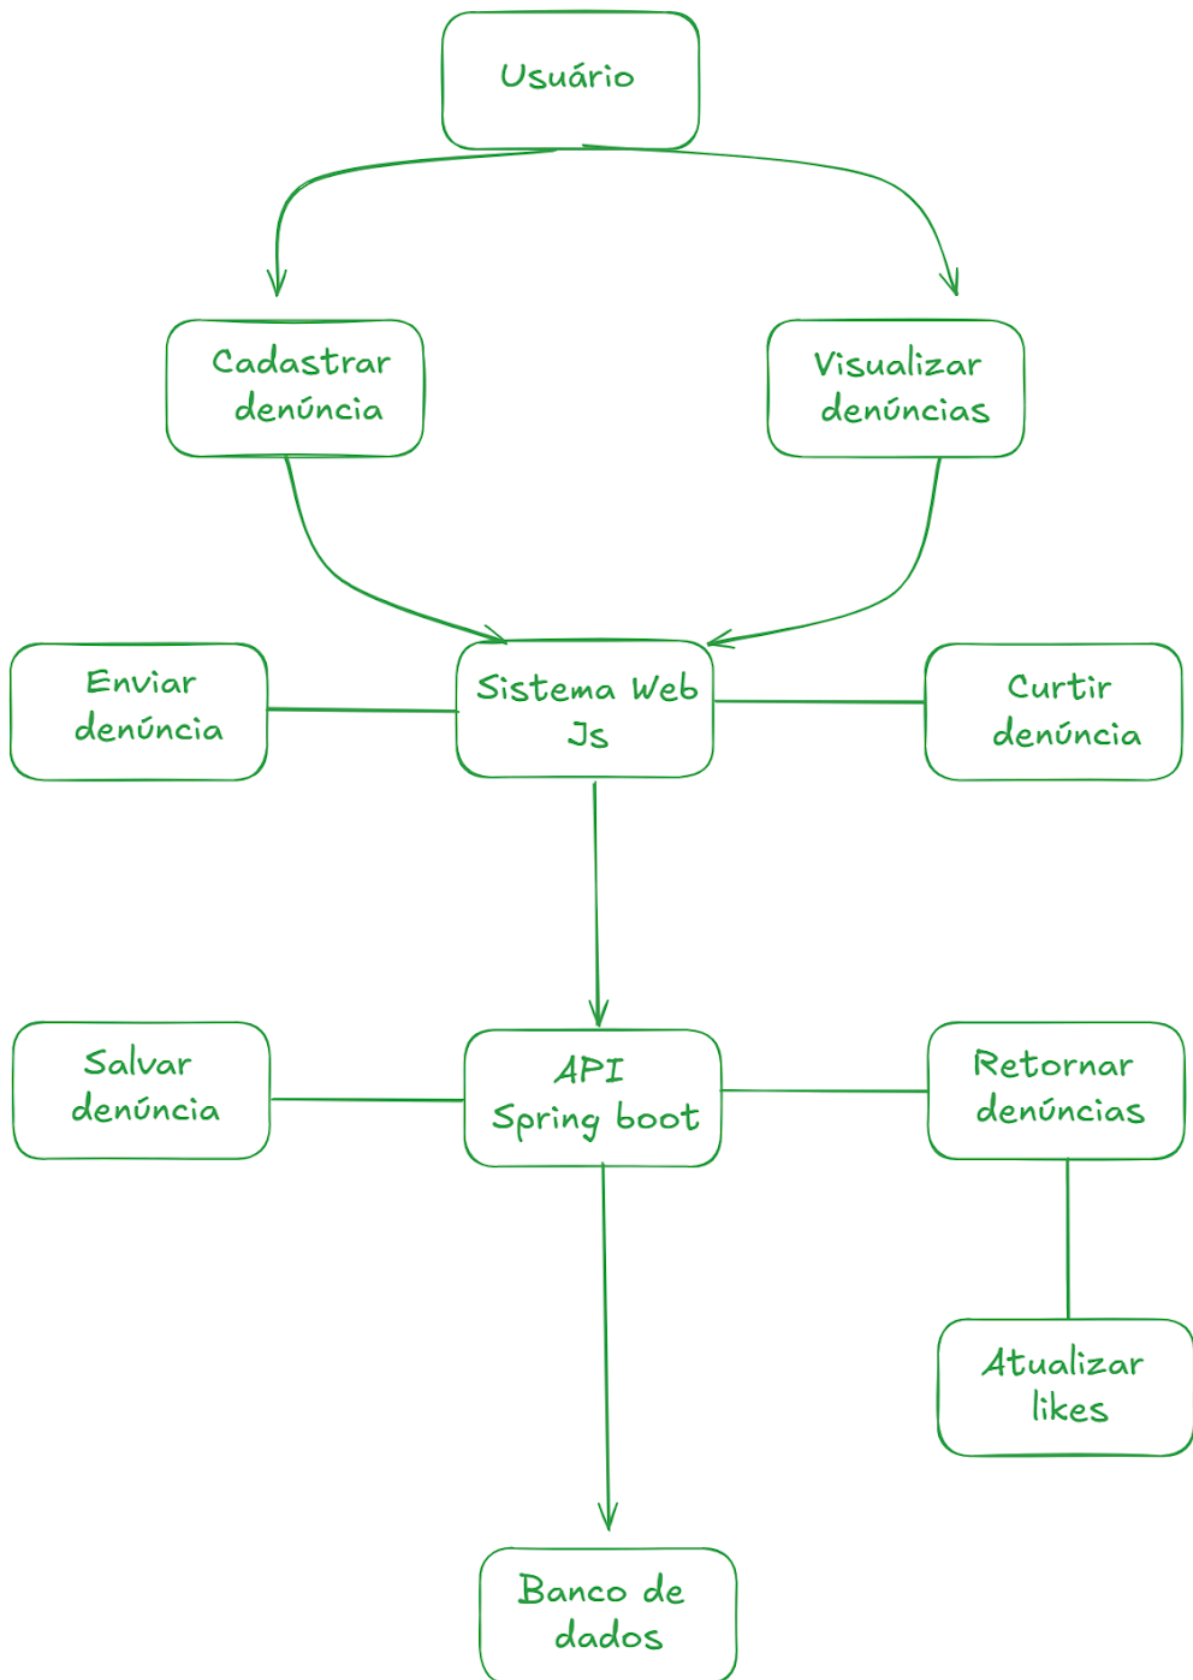 Usuário
Cadastrar
denúncia
Visualizar
denúncias
Enviar
denúncia
Sistema Web
Js
Curtir
denúncia
Salvar
denúncia
API
Spring boot
Retornar
denúncias
Atualizar
likes
Banco de
dados